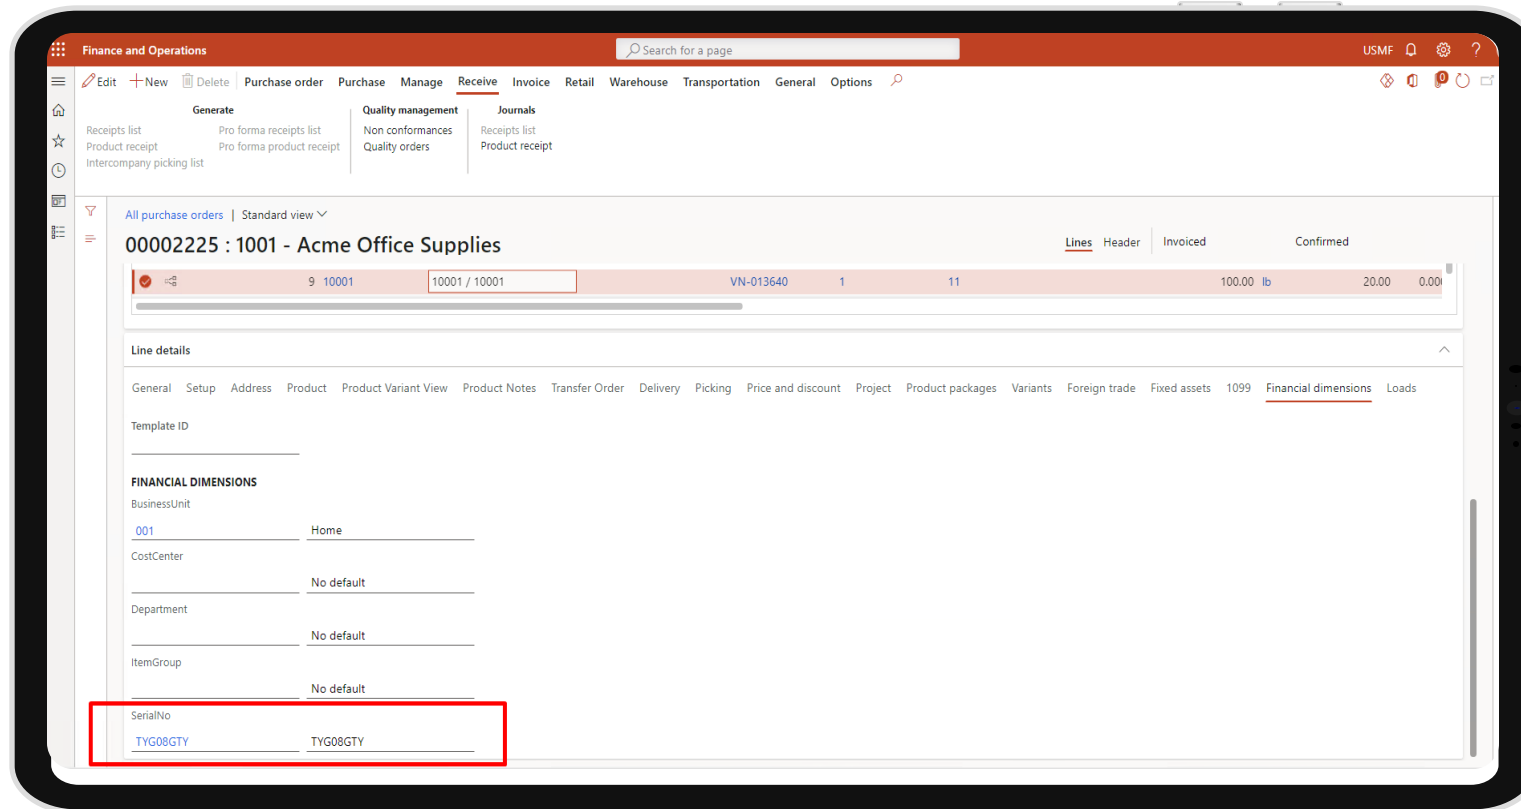 Finance and Operations
Search for a page
USMF
?
Edit New Delete Purchase order Purchase Manage Receive Invoice Retail Warehouse Transportation General Options
0
Generate
Receipts list Pro forma receipts list
Product receipt Pro forma product receipt
Intercompany picking list
Quality management
Non conformances
Quality orders
Journals
Receipts list
Product receipt
All purchase orders | Standard view
00002225 : 1001 - Acme Office Supplies
Lines Header Invoiced Confirmed
9 10001 10001 / 10001 VN-013640 1 11 100.00 lb 20.00
Line details
General Setup Address Product Product Variant View Product Notes Transfer Order Delivery Picking Price and discount Project Product packages Variants Foreign trade Fixed assets 1099 Financial dimensions Loads
Template ID
FINANCIAL DIMENSIONS
BusinessUnit
001 Home
CostCenter
No default
Department
No default
ItemGroup
No default
SerialNo
TYG08GTY TYG08GTY